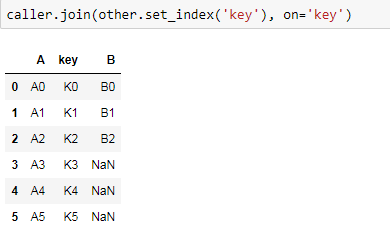 caller.join(other.set_index('key'), on='key')
A key B
0 A0 K0 B0
1 A1 K1 B1
2 A2 K2 B2
3 A3 K3 NaN
4 A4 K4 NaN
5 A5 K5 NaN